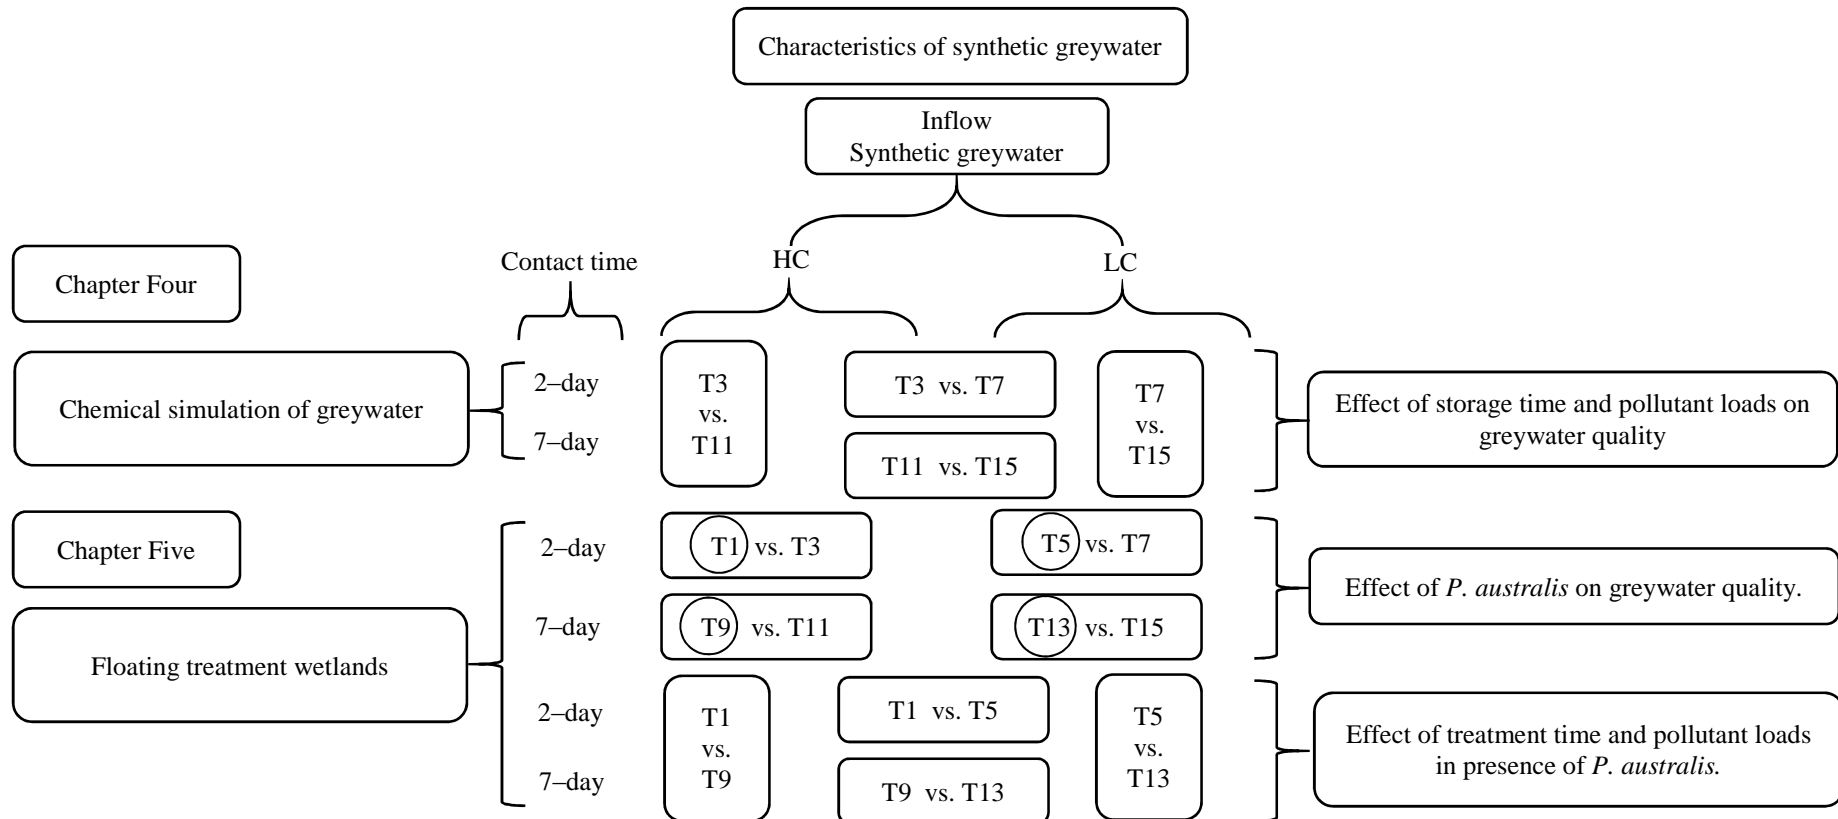 Characteristics of synthetic greywater
Inflow
Synthetic greywater
HC
LC
Contact time
Chapter Four
Chemical simulation of greywater
2–day
7–day
T3
vs.
T11
T3 vs. T7
T11 vs. T15
T7
vs.
T15
Effect of storage time and pollutant loads on
greywater quality
Chapter Five
Floating treatment wetlands
2–day
T1 vs. T3
T5 vs. T7
7–day
T9 vs. T11
T13 vs. T15
Effect of P. australis on greywater quality.
2–day
7–day
T1
vs.
T9
T1 vs. T5
T9 vs. T13
T5
vs.
T13
Effect of treatment time and pollutant loads
in presence of P. australis.